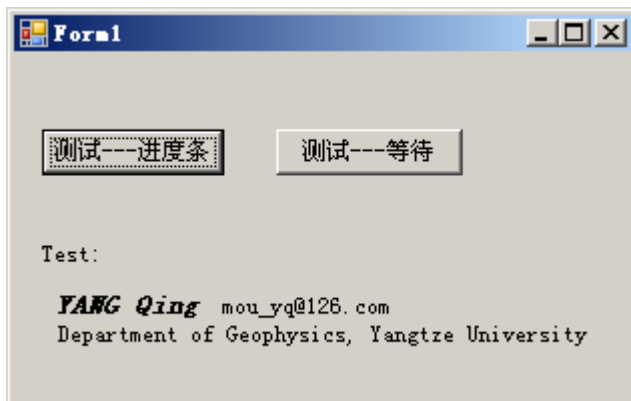 Form1
测试---进度条 测试---等待
Test:
YANG Qing mou_yq@126.com
Department of Geophysics, Yangtze University